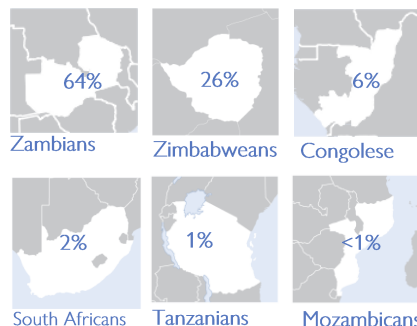 64%
Zambians
26%
Zimbabweans
6%
Congolese
2%
South Africans
1%
Tanzanians
<1%
Mozambicans